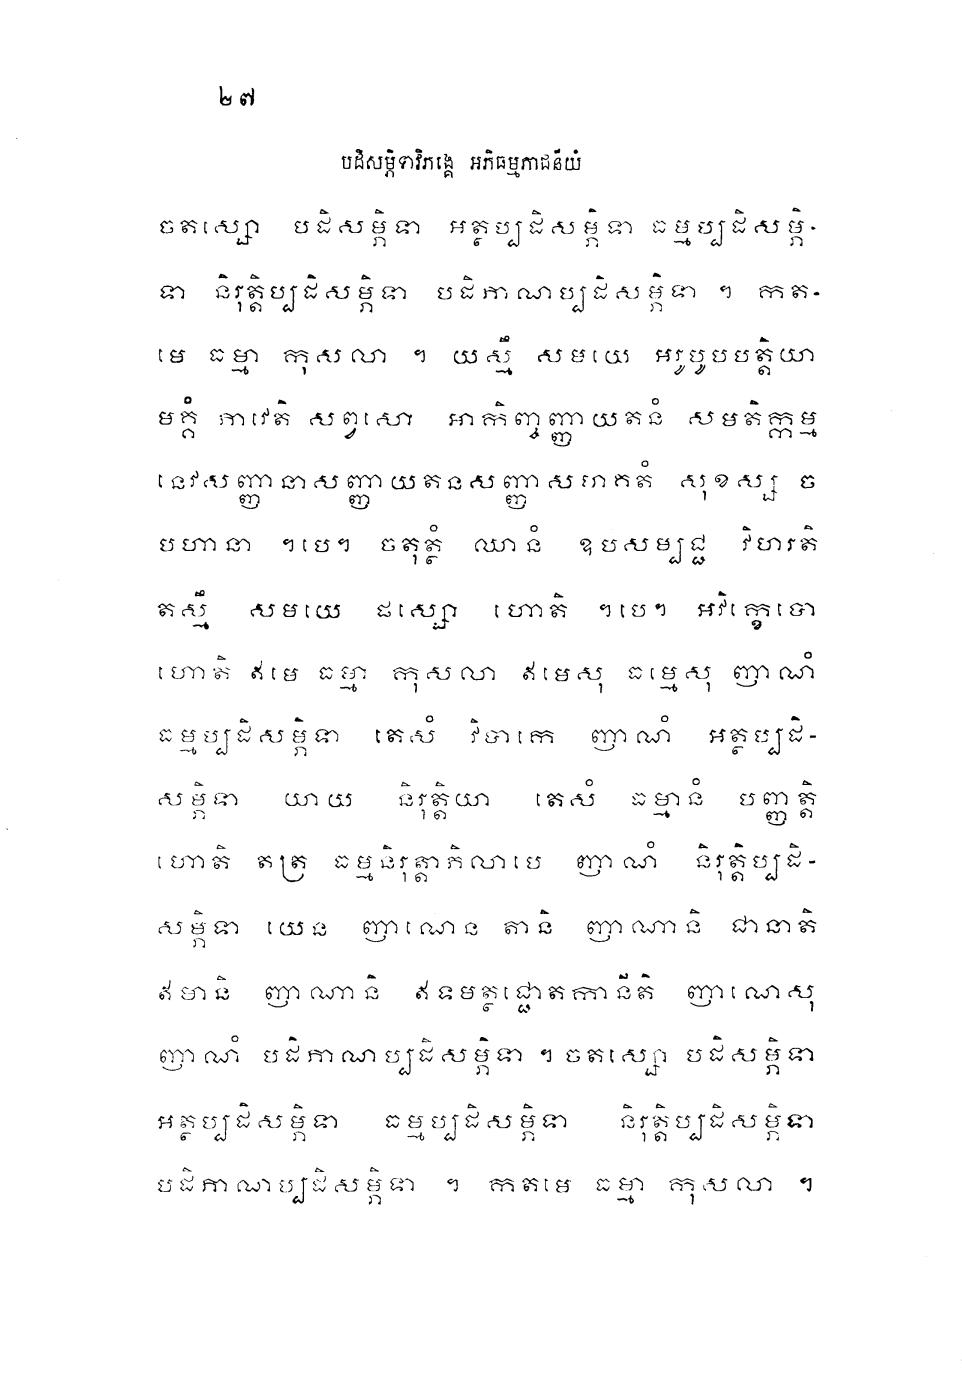 ២៧
បដិសម្ភិទាវិភង្គេ អភិធម្មភាជនីយំ
ចតស្សោ បដិសម្ភិទា អត្ថប្បដិសម្ភិទា ធម្មប្បដិសម្ភិ-
ទា និរុត្តិប្បដិសម្ភិទា បដិភាណប្បដិសម្ភិទា ។ កត-
មេ ធម្មា កុសលា ។ យស្មឹ សមយេ អរូបូបបត្តិយា
មគ្គំ ភាវេតិ សព្វសោ អាកិញ្ចញ្ញាយតនំ សមតិក្កម្ម
នេវសញ្ញានាសញ្ញាយតនសញ្ញាសហគតំ សុខស្ស ច
បហានា ។បេ។ ចតុត្ថំ ឈានំ ឧបសម្បជ្ជ វិហរតិ
តស្មឹ សមយេ ផស្សោ ហោតិ ។បេ។ អវិក្ខេបោ
ហោតិ ឥមេ ធម្មា កុសលា ឥមេសុ ធម្មេសុ ញាណំ
ធម្មប្បដិសម្ភិទា តេសំ វិបាកេ ញាណំ អត្ថប្បដិ-
សម្ភិទា យាយ និរុត្តិយា តេសំ ធម្មានំ បញ្ញត្តិ
ហោតិ តត្រ ធម្មនិរុត្តាភិលាបេ ញាណំ និរុត្តិប្បដិ-
សម្ភិទា យេន ញាណេន តានិ ញាណានិ ជានាតិ
ឥមានិ ញាណានិ ឥទមត្ថជ្ជោតកានីតិ ញាណេសុ
ញាណំ បដិភាណប្បដិសម្ភិទា ។ ចតស្សោ បដិសម្ភិទា
អត្ថប្បដិសម្ភិទា ធម្មប្បដិសម្ភិទា និរុត្តិប្បដិសម្ភិទា
បដិភាណប្បដិសម្ភិទា ។ កតមេ ធម្មា កុសលា ។